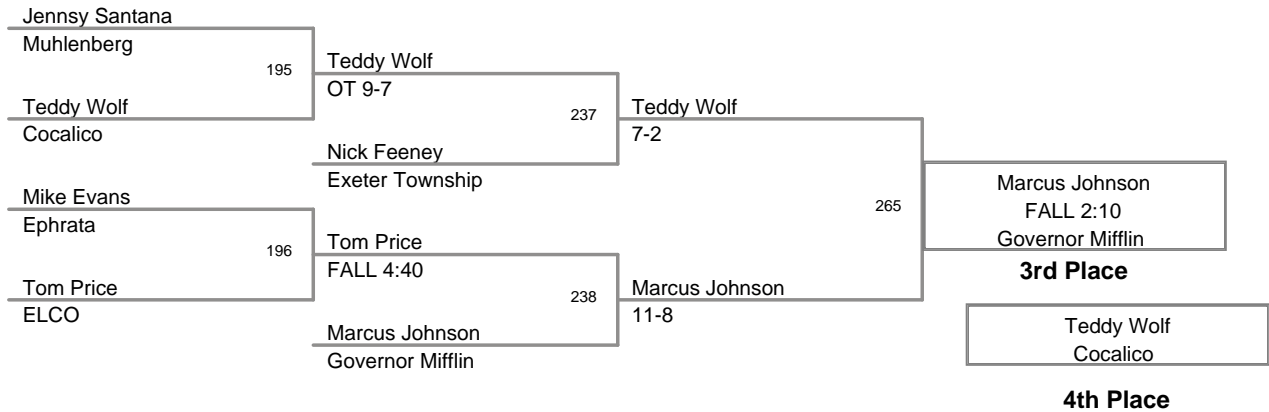 Jennsy Santana
Muhlenberg
195
Teddy Wolf
Cocalico
Teddy Wolf
OT 9-7
237
Nick Feeney
Exeter Township
Teddy Wolf
7-2
Mike Evans
Ephrata
196
Tom Price
ELCO
Tom Price
FALL 4:40
238
Marcus Johnson
Governor Mifflin
Marcus Johnson
11-8
265
Marcus Johnson
FALL 2:10
Governor Mifflin
3rd Place
Teddy Wolf
Cocalico
4th Place